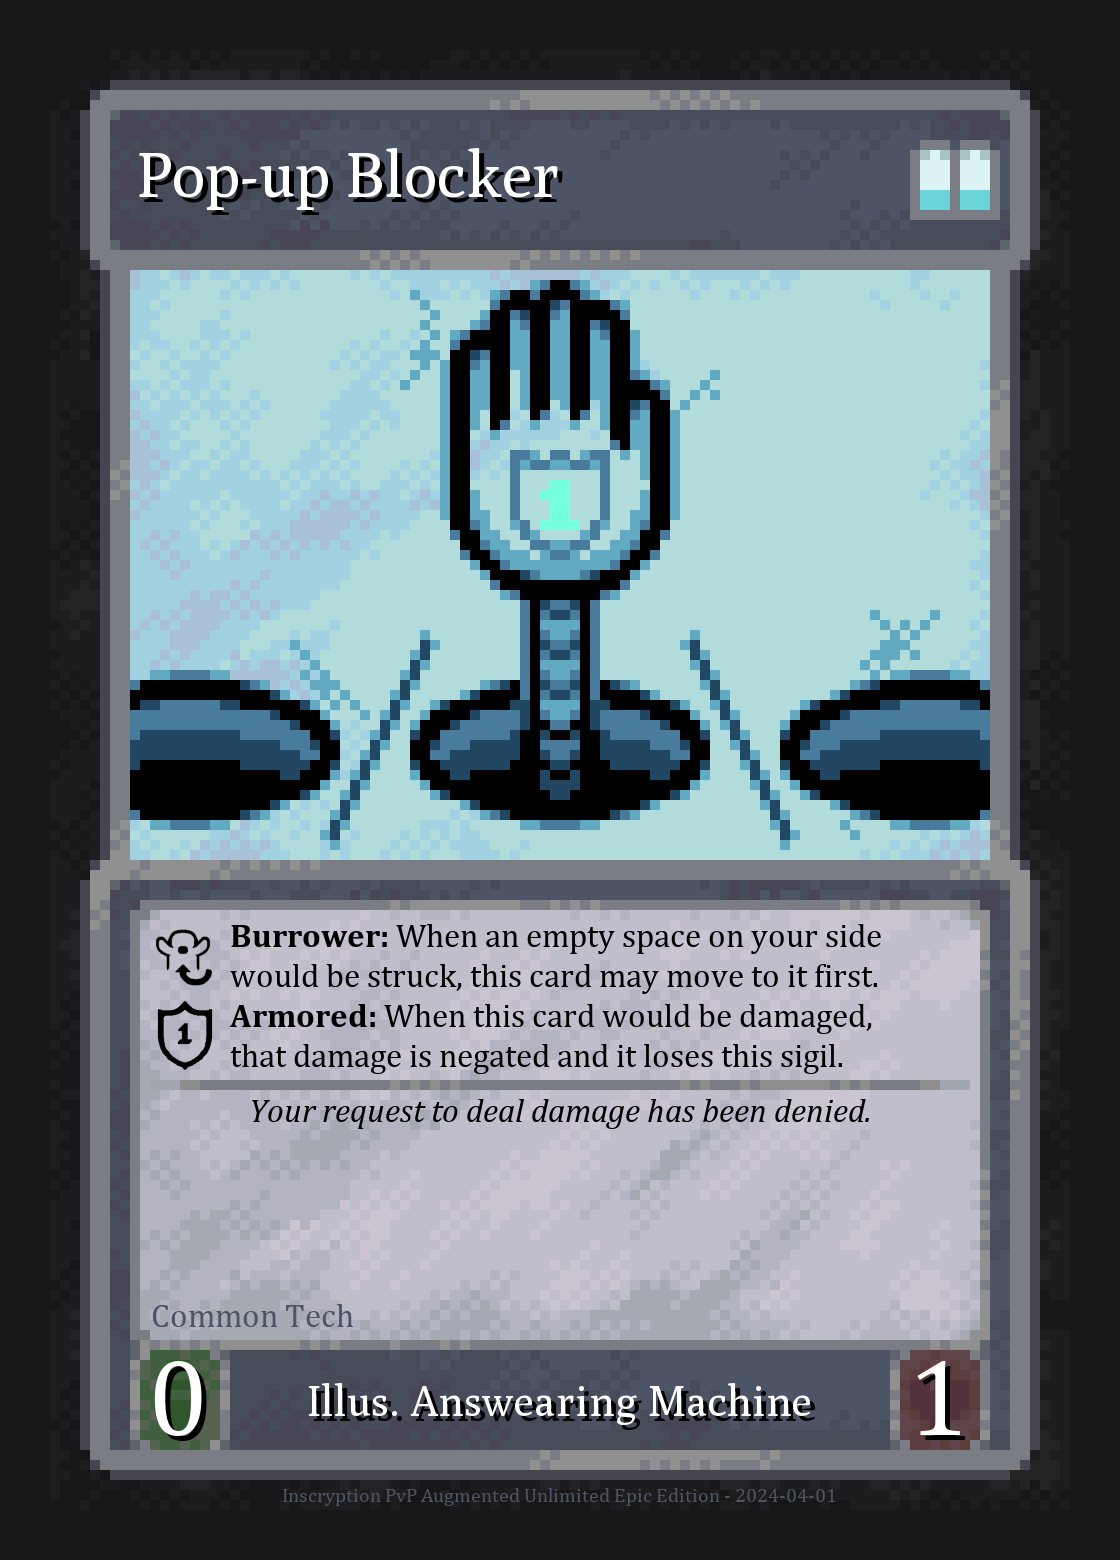 Pop-up Blocker
1
Burrower: When an empty space on your side
would be struck, this card may move to it first.
1
Armored: When this card would be damaged,
that damage is negated and it loses this sigil.
Your request to deal damage has been denied.
Common Tech
0
Illus. Answearing Machine
1
Inscryption PvP Augmented Unlimited Epic Edition - 2024-04-01